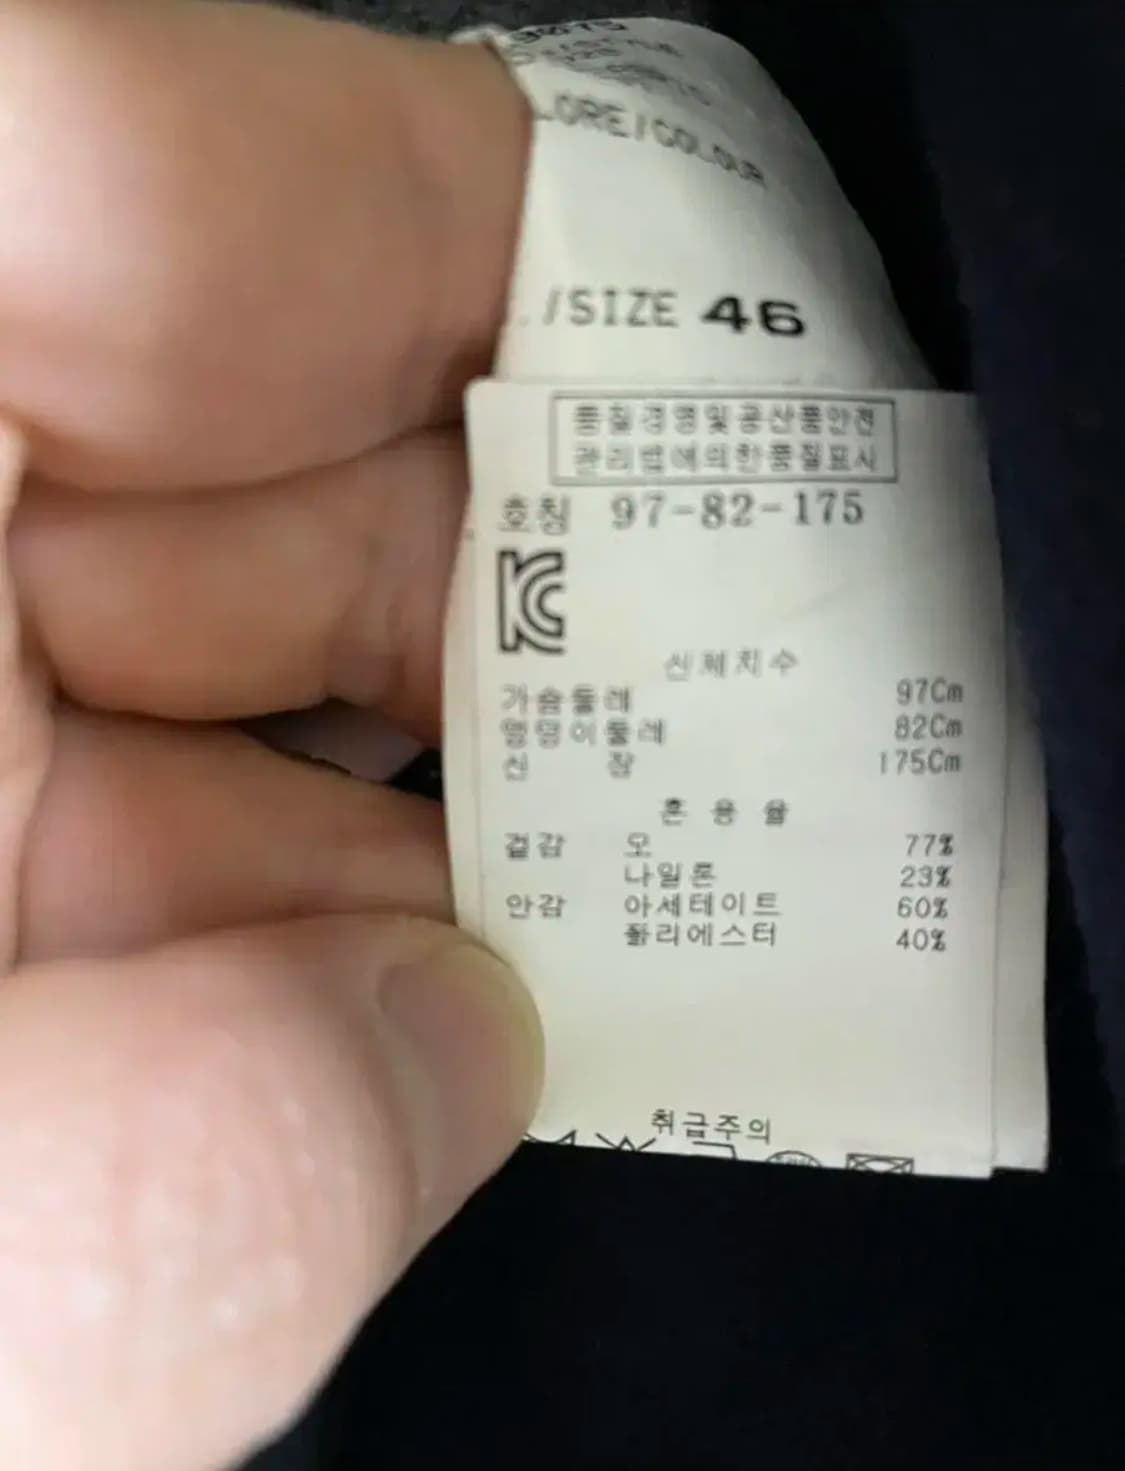 /SIZE 46
품질경영및공산품안전
관리법에의한품질표시
호칭 97-82-175
신체치수
가슴둘레 97Cm
엉덩이둘레 82Cm
신 장 175Cm
혼 용 율
겉감 모 77%
나일론 23%
안감 아세테이트 60%
폴리에스터 40%
취급주의